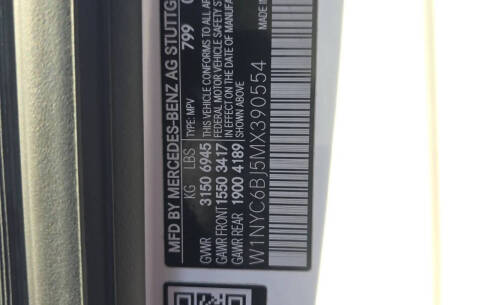 MFD BY MERCEDES-BENZ AG STUTTG
TYPE: MPV 799
KG LBS
GVWR 3150 6945
GAWR FRONT 1550 3417
GAWR REAR 1900 4189
THIS VEHICLE CONFORMS TO ALL
FEDERAL MOTOR VEHICLE SAFETY
IN EFFECT ON THE DATE OF MANUFA
SHOWN ABOVE
W1NYC6BJ5MX390554
MADE IN